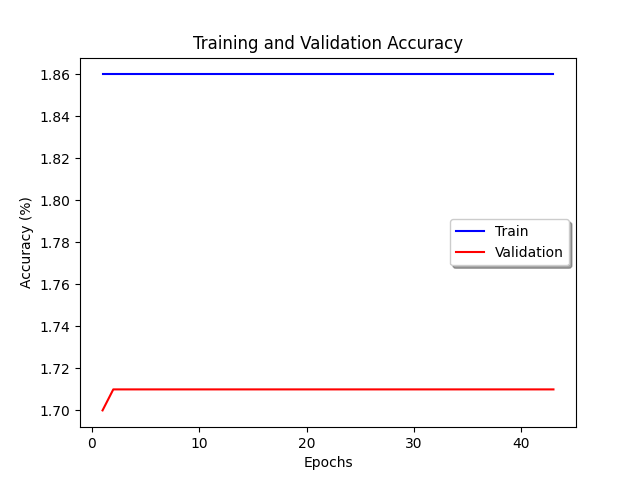 Training and Validation Accuracy
1.86
1.84
1.82
1.80
1.78
1.76
1.74
1.72
1.70
Accuracy (%)
Train
Validation
0 10 20 30 40
Epochs